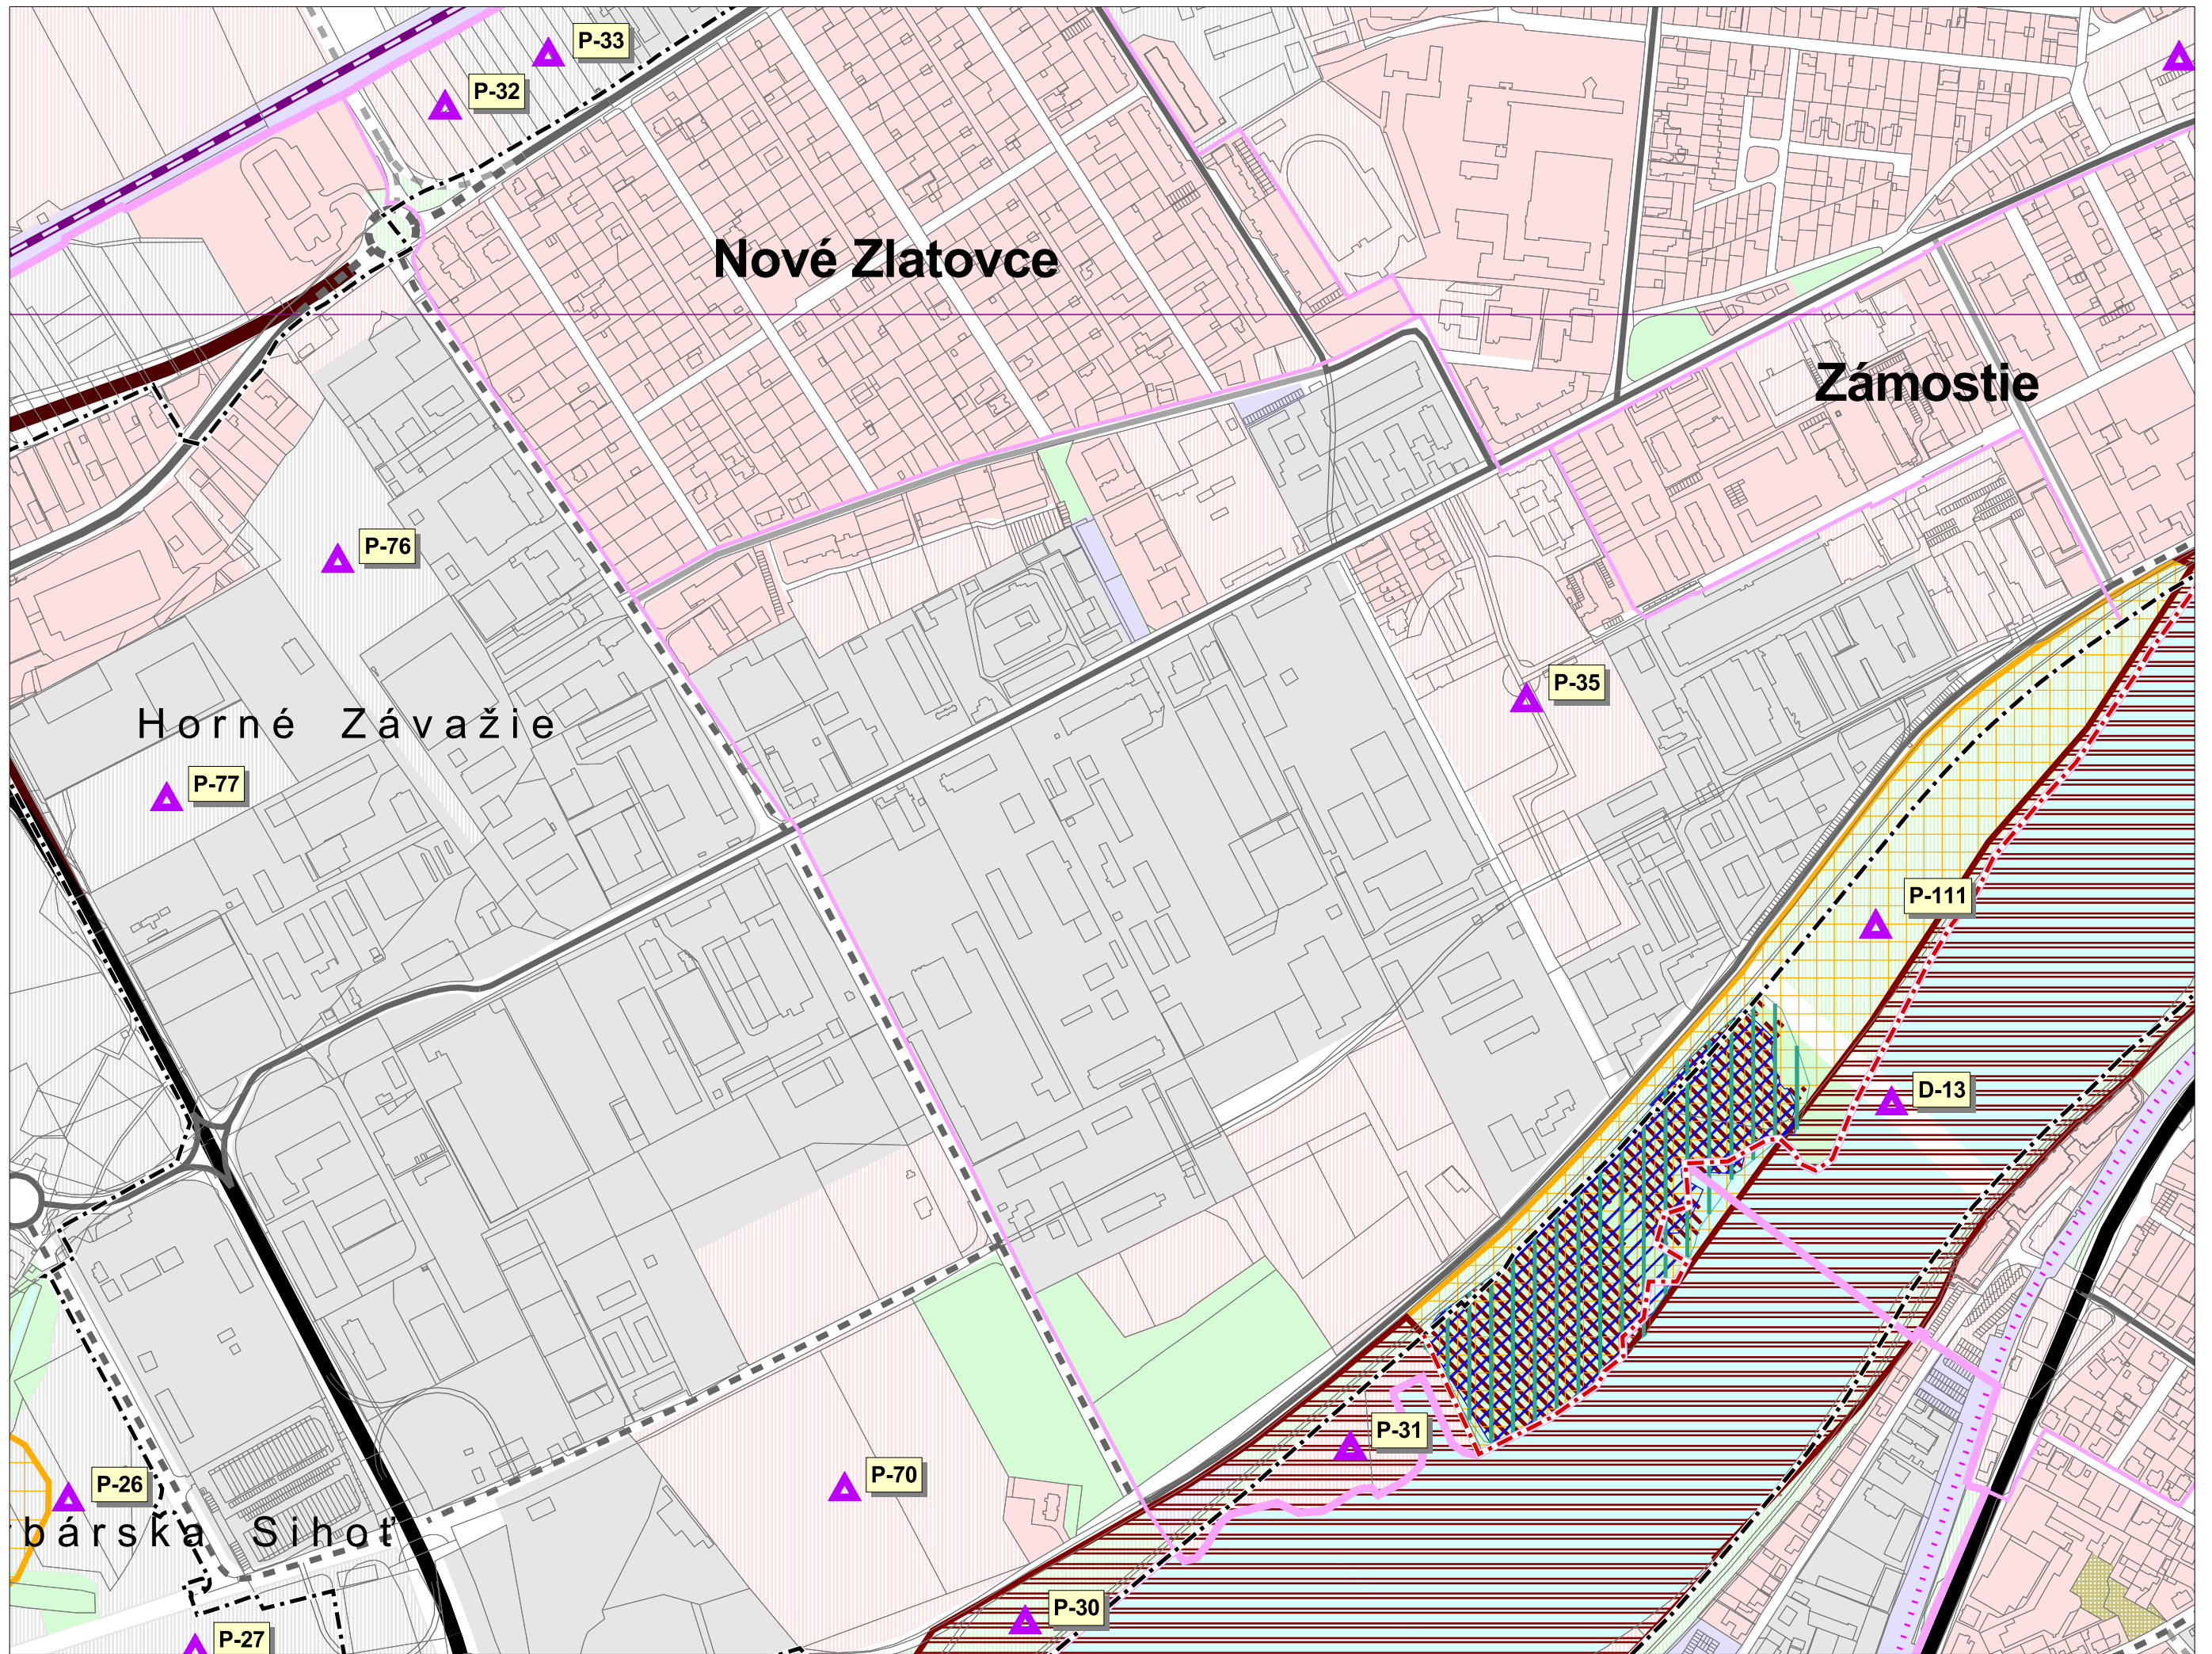 P-33
P-32
Nové Zlatovce
Zámostie
P-76
P-35
Horné Závažie
P-77
P-111
D-13
P-31
P-70
P-26
bárska Sihoť
P-30
P-27